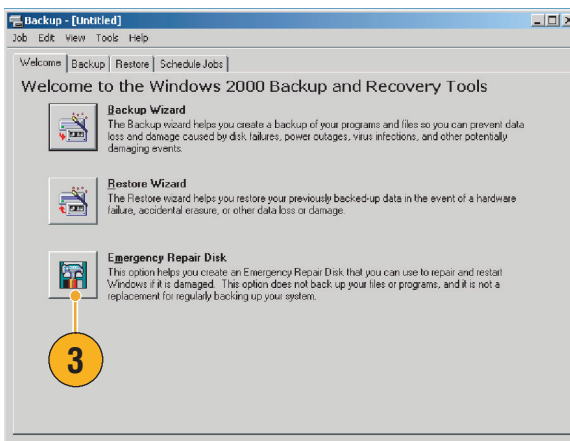 Backup - [Untitled]
Job Edit View Tools Help
Welcome Backup Restore Schedule Jobs
Welcome to the Windows 2000 Backup and Recovery Tools
Backup Wizard
The Backup wizard helps you create a backup of your programs and files so you can prevent data
loss and damage caused by disk failures, power outages, virus infections, and other potentially
damaging events.
Restore Wizard
The Restore wizard helps you restore your previously backed-up data in the event of a hardware
failure, accidental erasure, or other data loss or damage.
Emergency Repair Disk
This option helps you create an Emergency Repair Disk that you can use to repair and restart
Windows if it is damaged. This option does not back up your files or programs, and it is not a
replacement for regularly backing up your system.
3